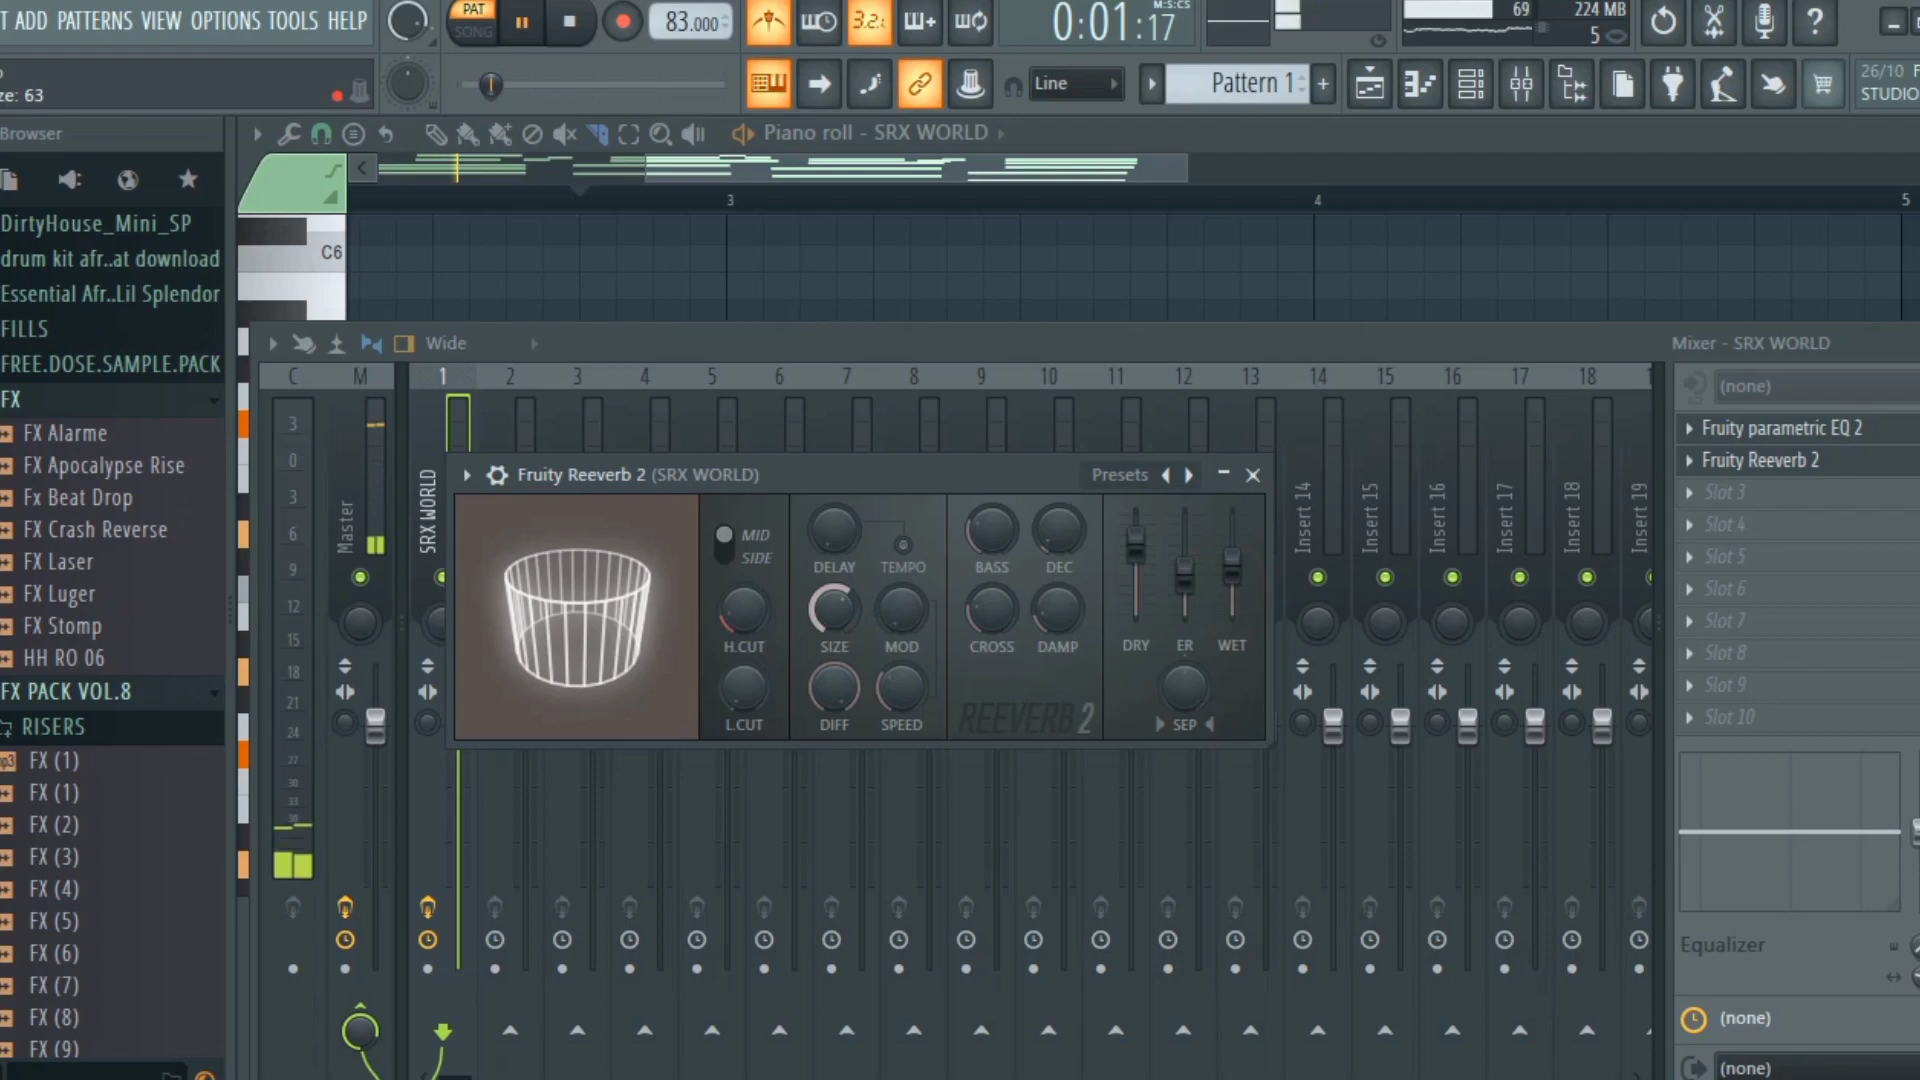 T ADD PATTERNS VIEW OPTIONS TOOLS HELP
PAT
SONG
83.000
3.2.
0:01:17
M:S:CS
69
224 MB
5
ze: 63
Line
Pattern 1
26/10
STUDIO
Browser
Piano roll - SRX WORLD
3
4
5
C6
DirtyHouse_Mini_SP
drum kit afr..at download
Essential Afr..Lil Splendor
FILLS
FREE.DOSE.SAMPLE.PACK
FX
FX Alarme
FX Apocalypse Rise
Fx Beat Drop
FX Crash Reverse
FX Laser
FX Luger
FX Stomp
HH RO 06
FX PACK VOL.8
RISERS
FX (1)
FX (1)
FX (2)
FX (3)
FX (4)
FX (5)
FX (6)
FX (7)
FX (8)
FX (9)
Wide
Mixer - SRX WORLD
C M 1 2 3 4 5 6 7 8 9 10 11 12 13 14 15 16 17 18
3
0
3
6
9
12
15
18
21
24
27
30
33
Master
SRX WORLD
Insert 14
Insert 15
Insert 16
Insert 17
Insert 18
Insert 19
Fruity Reeverb 2 (SRX WORLD)
Presets
MID
SIDE
H.CUT
L.CUT
DELAY
TEMPO
SIZE
MOD
DIFF
SPEED
BASS
DEC
CROSS
DAMP
REEVERB 2
DRY
ER
WET
SEP
(none)
Fruity parametric EQ 2
Fruity Reeverb 2
Slot 3
Slot 4
Slot 5
Slot 6
Slot 7
Slot 8
Slot 9
Slot 10
Equalizer
(none)
(none)